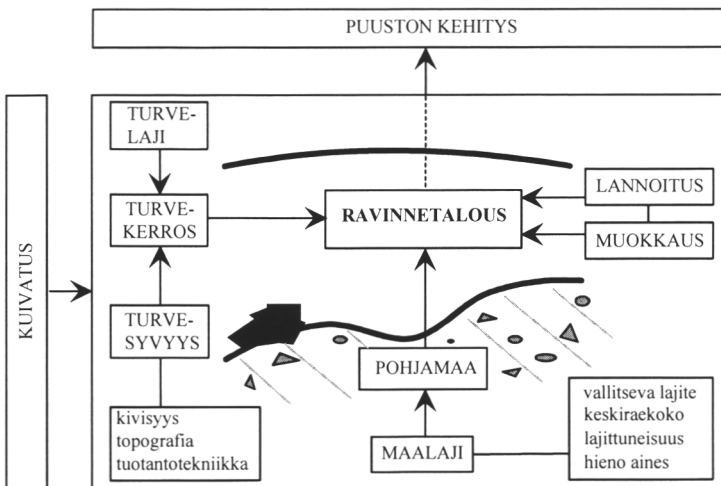 PUUSTON KEHITYS
KUIVATUS
TURVE-
LAJI
TURVE-
KERROS
RAVINNETALOUS
LANNOITUS
MUOKKAUS
TURVE-
SYVYYS
POHJAMAA
kivisyys
topografia
tuotantotekniikka
MAALAJI
vallitseva lajite
keskiraekoko
lajittuneisuus
hieno aines